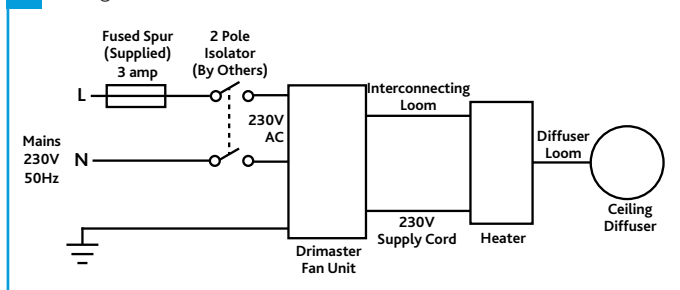 Fused Spur
(Supplied)
3 amp
2 Pole
Isolator
(By Others)
L
230V
AC
Interconnecting
Loom
Mains
230V
50Hz
N
Diffuser
Loom
230V
Supply Cord
Heater
Ceiling
Diffuser
Drimaster
Fan Unit